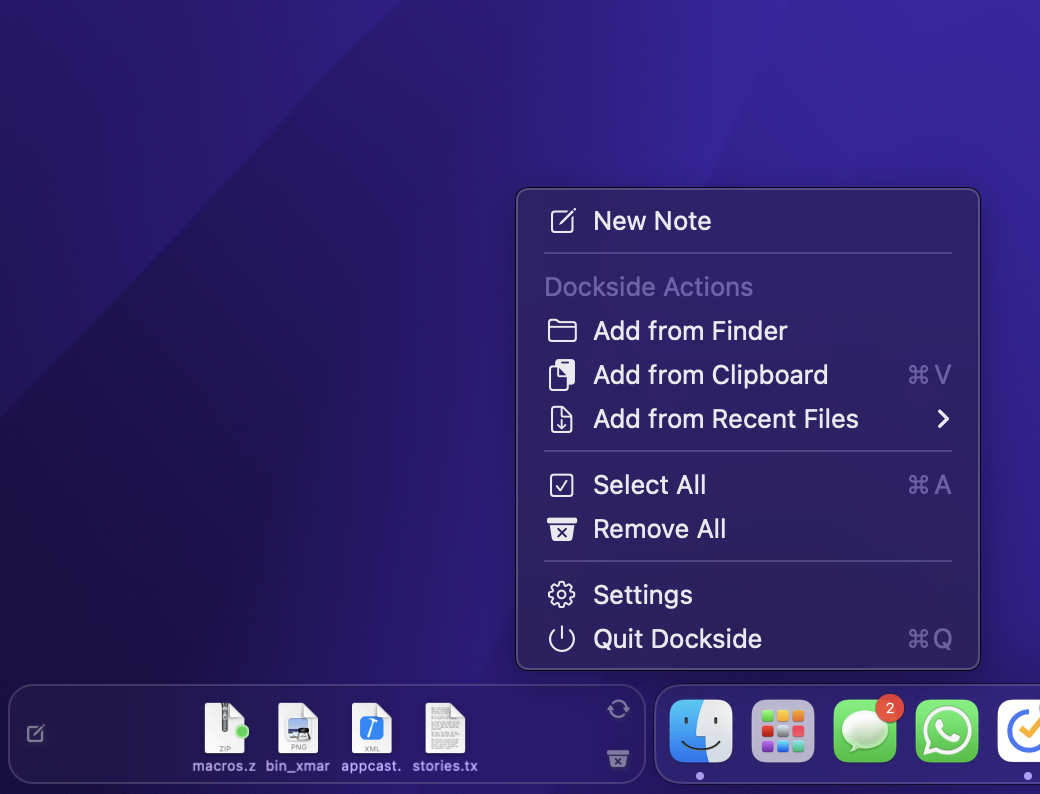 New Note
Dockside Actions
Add from Finder
Add from Clipboard ⌘V
Add from Recent Files
Select All ⌘A
Remove All
Settings
Quit Dockside ⌘Q
2
ZIP PNG XML
macros.z bin_xmar appcast. stories.tx